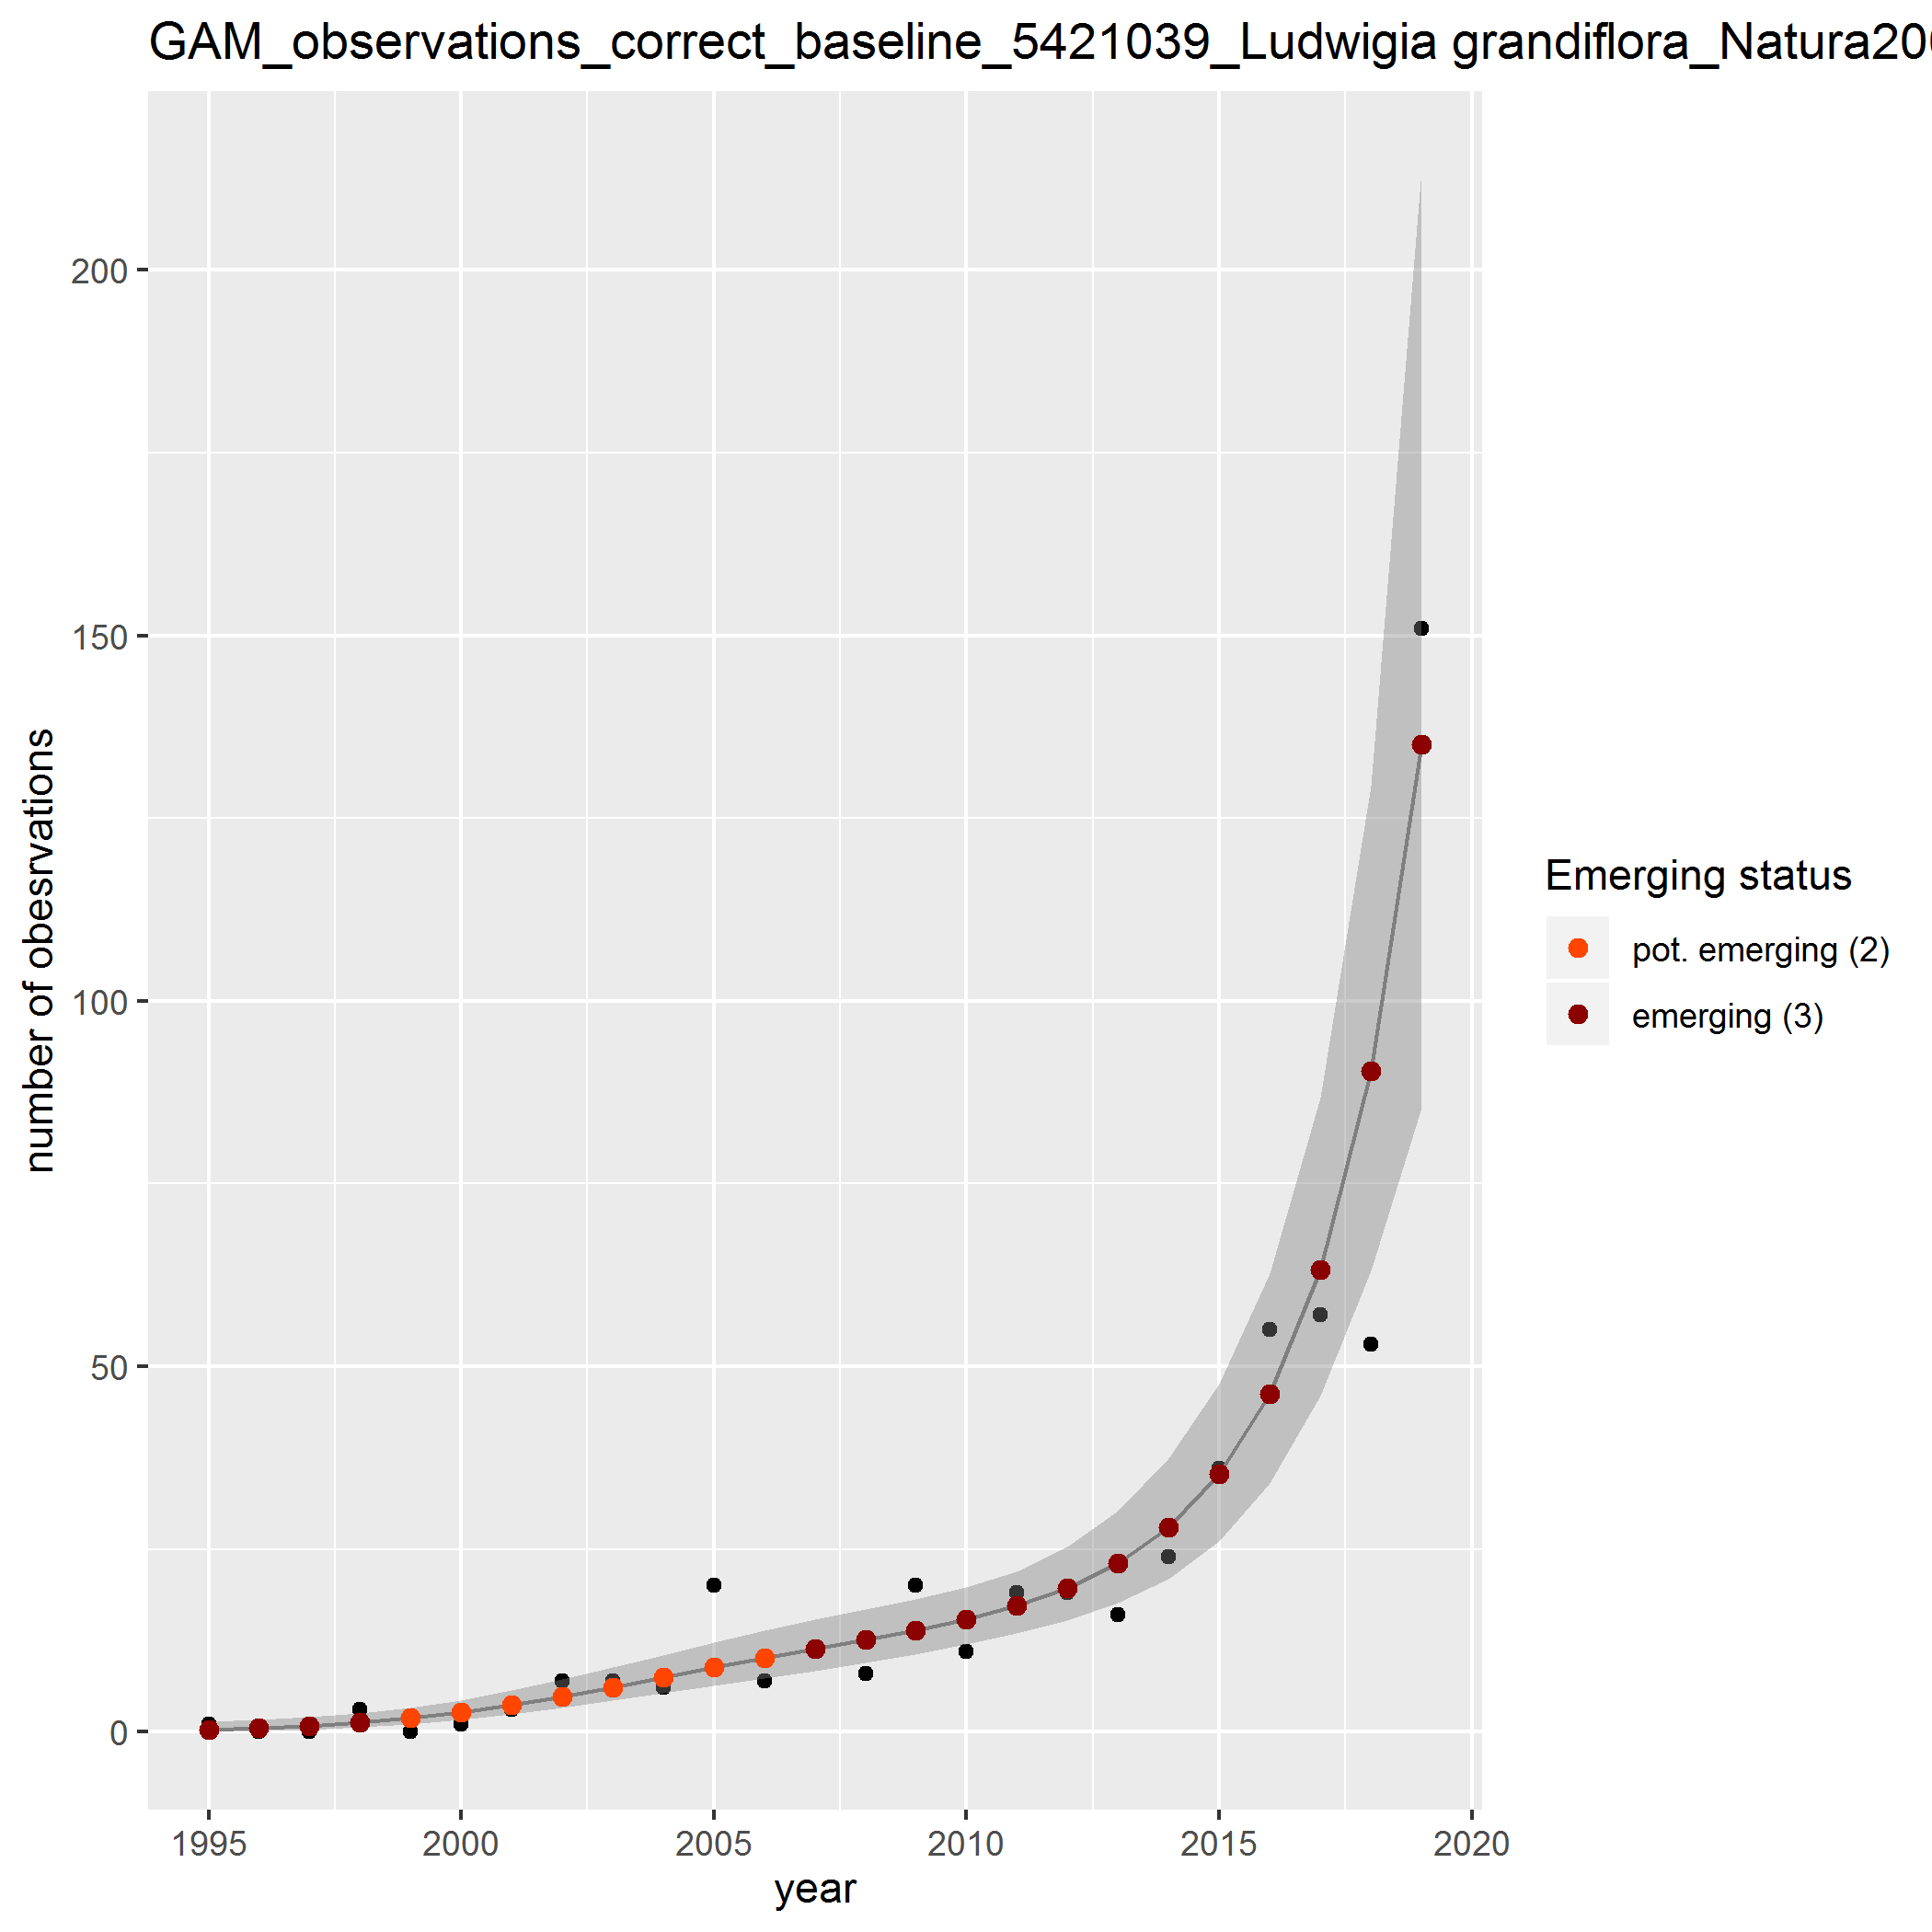 GAM_observations_correct_baseline_5421039_Ludwigia grandiflora_Natura20
200
150
100
50
0
number of obesrvations
1995 2000 2005 2010 2015 2020
year
Emerging status
pot. emerging (2)
emerging (3)